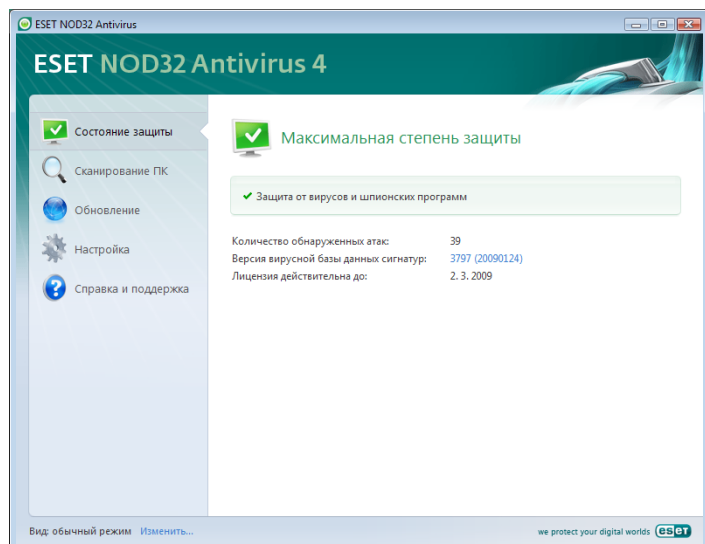 ESET NOD32 Antivirus
ESET NOD32 Antivirus 4
Состояние защиты
Сканирование ПК
Обновление
Настройка
Справка и поддержка
Максимальная степень защиты
Защита от вирусов и шпионских программ
Количество обнаруженных атак: 39
Версия вирусной базы данных сигнатур: 3797 (20090124)
Лицензия действительна до: 2. 3. 2009
Вид: обычный режим Изменить...
we protect your digital worlds eset